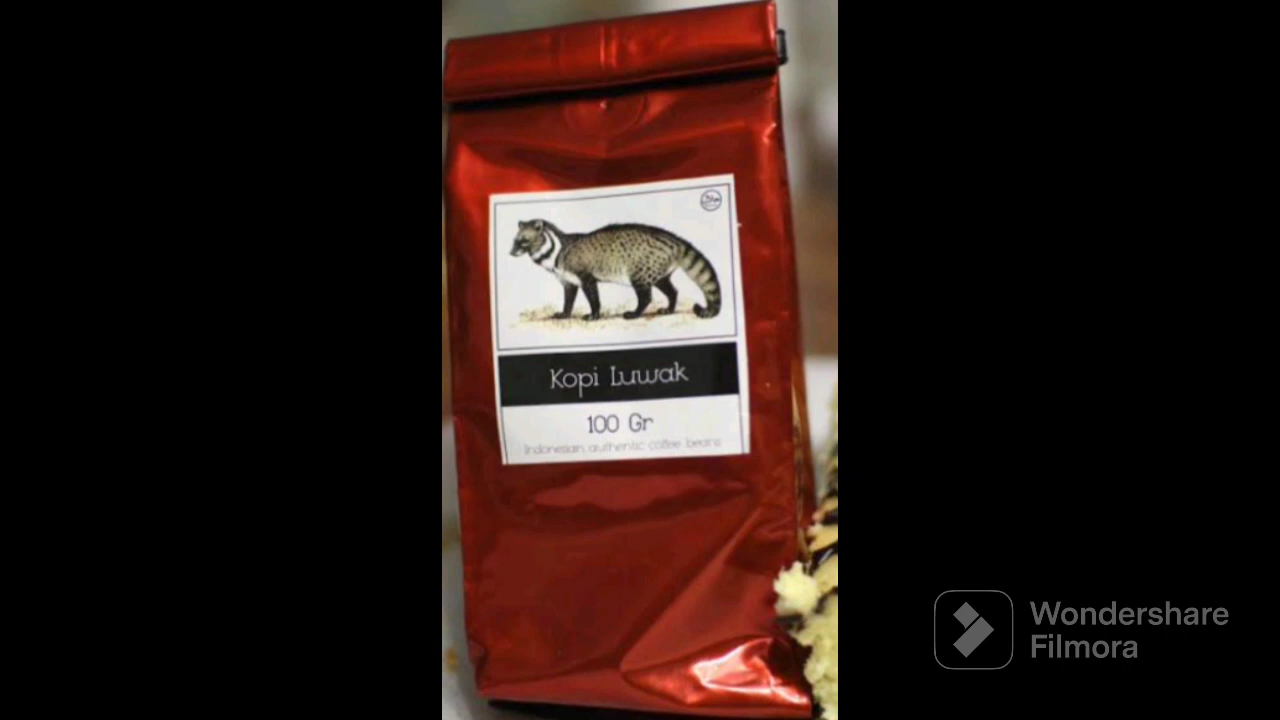 Kopi Luwak
100 Gr
Indonesian authentic coffee beans
Wondershare
Filmora